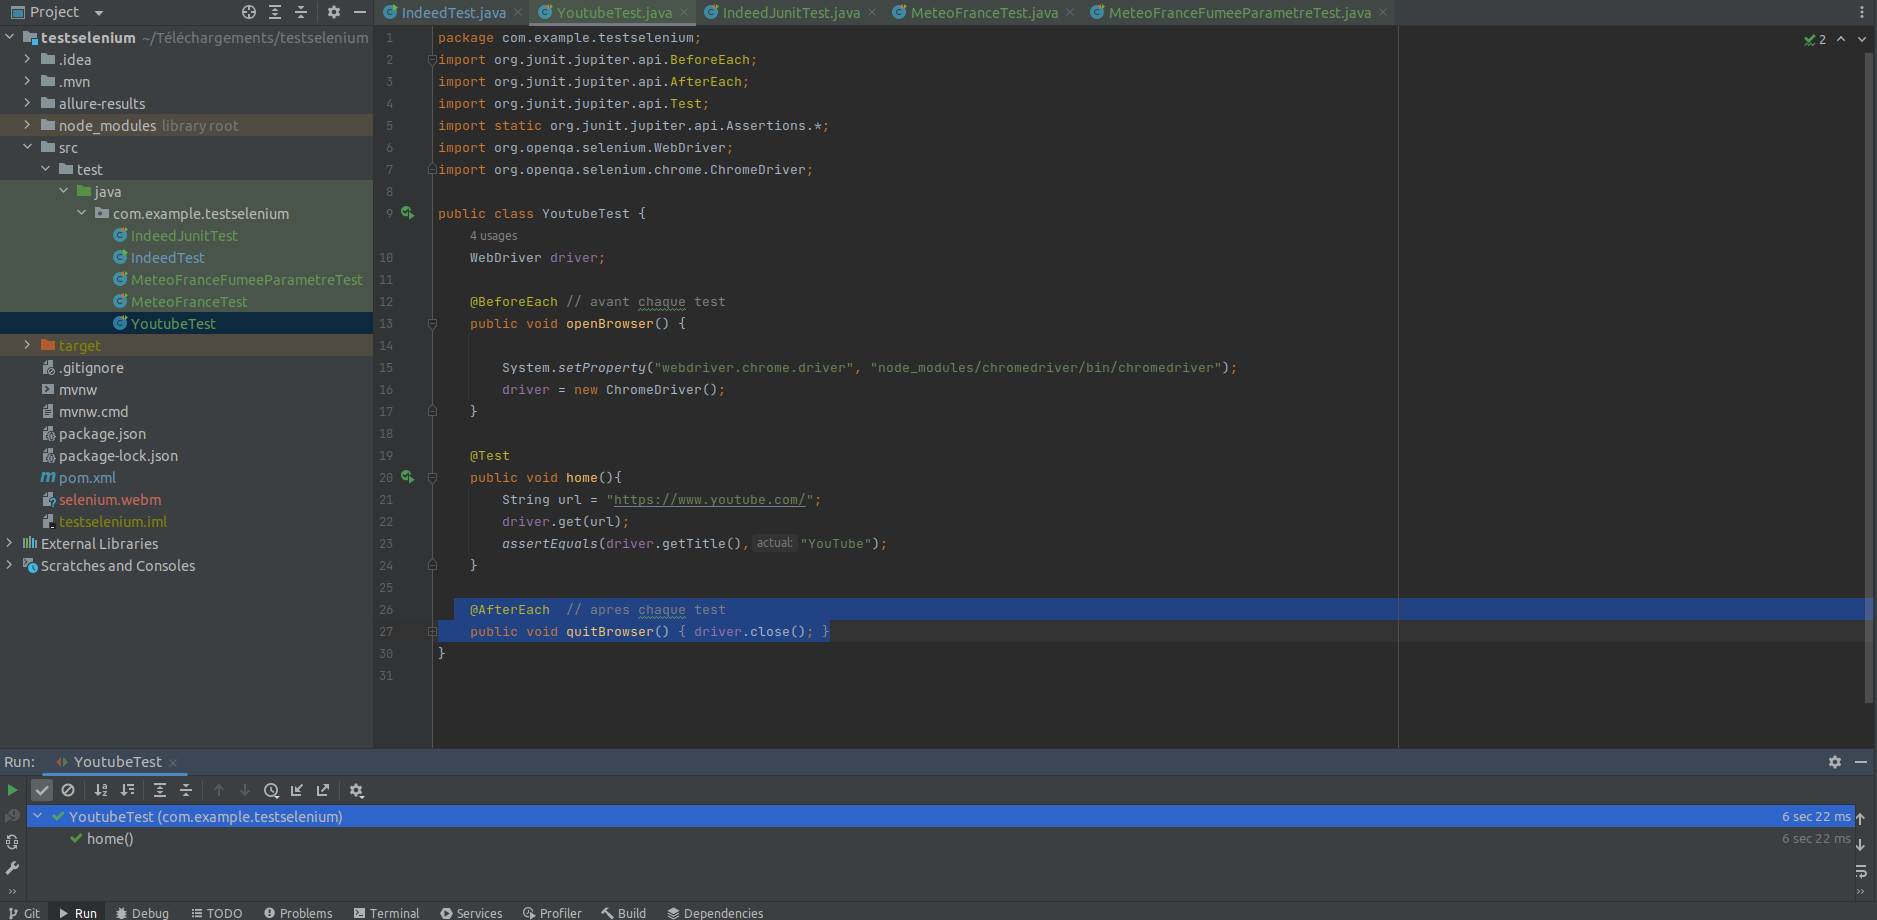 Project
IndeedTest.java
YoutubeTest.java
IndeedJunitTest.java
MeteoFranceTest.java
MeteoFranceFumeeParametreTest.java
testselenium ~/Téléchargements/testselenium
.idea
.mvn
allure-results
node_modules library root
src
test
java
com.example.testselenium
IndeedJunitTest
IndeedTest
MeteoFranceFumeeParametreTest
MeteoFranceTest
YoutubeTest
target
.gitignore
mvnw
mvnw.cmd
package.json
package-lock.json
pom.xml
selenium.webm
testselenium.iml
External Libraries
Scratches and Consoles
2
1 package com.example.testselenium;
2 import org.junit.jupiter.api.BeforeEach;
3 import org.junit.jupiter.api.AfterEach;
4 import org.junit.jupiter.api.Test;
5 import static org.junit.jupiter.api.Assertions.*;
6 import org.openqa.selenium.WebDriver;
7 import org.openqa.selenium.chrome.ChromeDriver;
8
9 public class YoutubeTest {
4 usages
10 WebDriver driver;
11
12 @BeforeEach // avant chaque test
13 public void openBrowser() {
14
15 System.setProperty("webdriver.chrome.driver", "node_modules/chromedriver/bin/chromedriver");
16 driver = new ChromeDriver();
17 }
18
19 @Test
20 public void home(){
21 String url = "https://www.youtube.com/";
22 driver.get(url);
23 assertEquals(driver.getTitle(), actual: "YouTube");
24 }
25
26 @AfterEach // apres chaque test
27 public void quitBrowser() { driver.close(); }
30 }
31
Run: YoutubeTest
YoutubeTest (com.example.testselenium) 6 sec 22 ms
home() 6 sec 22 ms
Git
Run
Debug
TODO
Problems
Terminal
Services
Profiler
Build
Dependencies